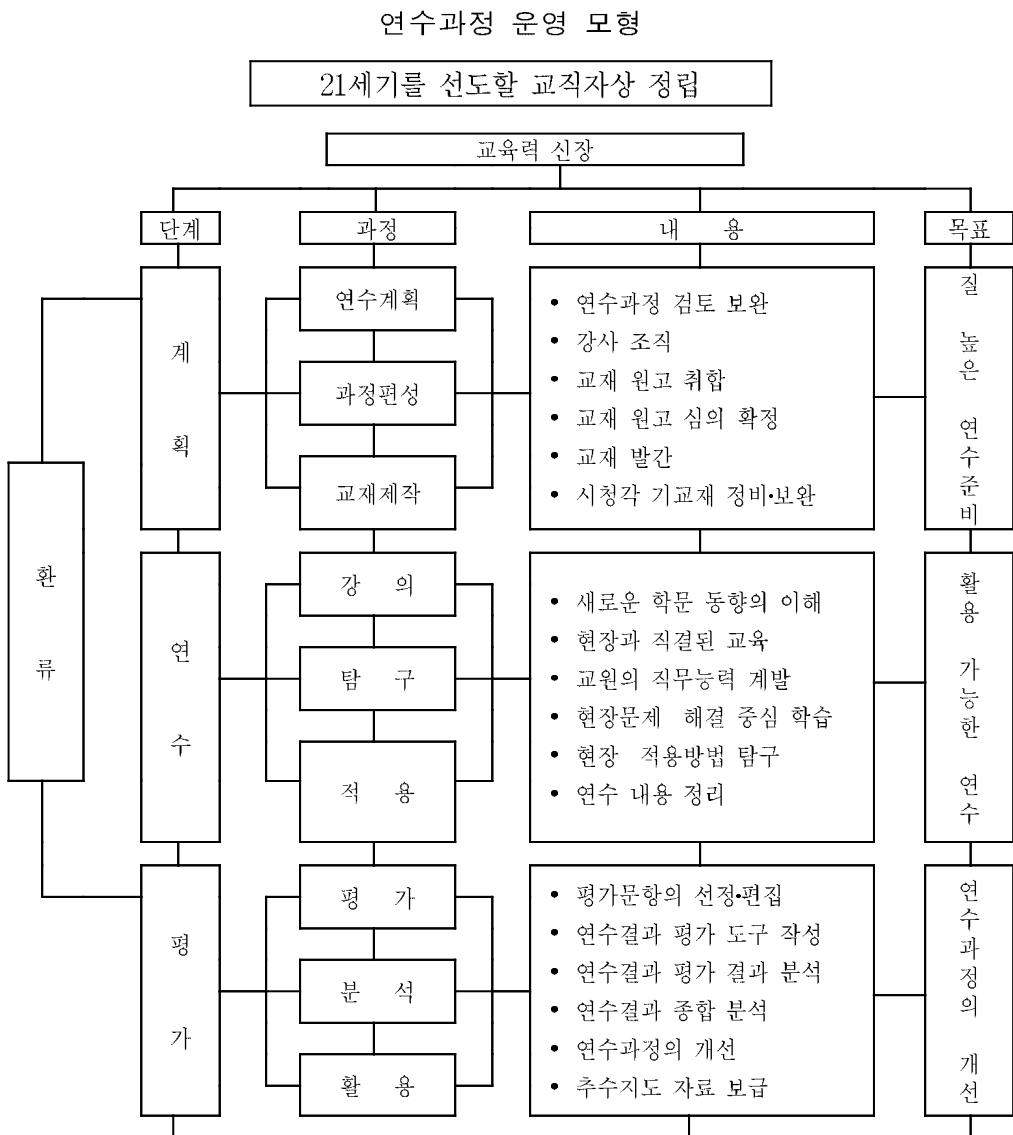 연수과정 운영 모형
21세기를 선도할 교직자상 정립
교육력 신장
단계
과정
내 용
목표
환 류
계 획
연수계획
과정편성
교재제작
• 연수과정 검토 보완
• 강사 조직
• 교재 원고 취합
• 교재 원고 심의 확정
• 교재 발간
• 시청각 기교재 정비•보완
질 높은 연수준비
연 수
강 의
탐 구
적 용
• 새로운 학문 동향의 이해
• 현장과 직결된 교육
• 교원의 직무능력 계발
• 현장문제 해결 중심 학습
• 현장 적용방법 탐구
• 연수 내용 정리
활용 가능한 연수
평 가
평 가
분 석
활 용
• 평가문항의 선정•편집
• 연수결과 평가 도구 작성
• 연수결과 평가 결과 분석
• 연수결과 종합 분석
• 연수과정의 개선
• 추수지도 자료 보급
연수과정의 개선